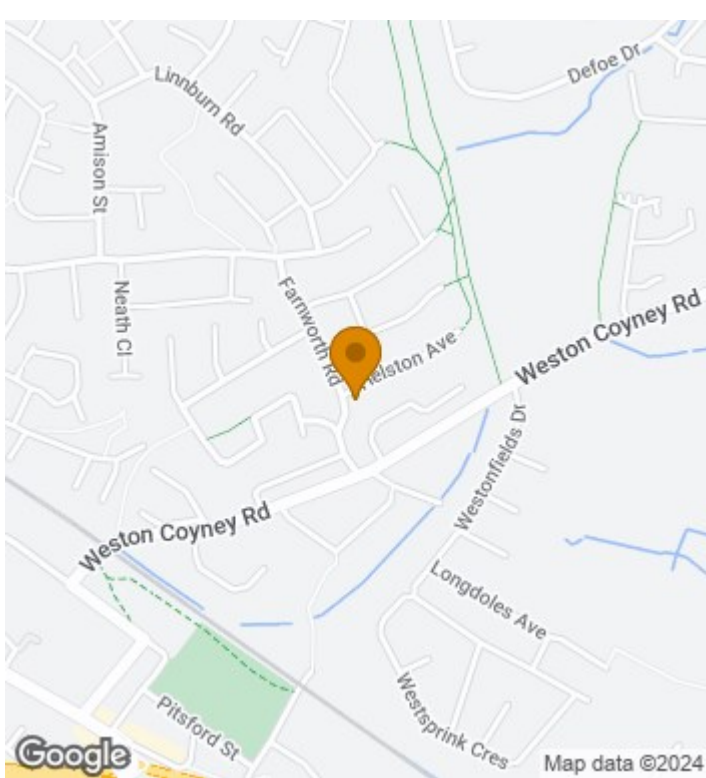 Defoe Dr
Linnburn Rd
Amison St
Neath Cl
Farnworth Rd
Helston Ave
Weston Coyney Rd
Westonfields Dr
Weston Coyney Rd
Longdoles Ave
Westsprink Cres
Pitsford St
Google
Map data ©2024